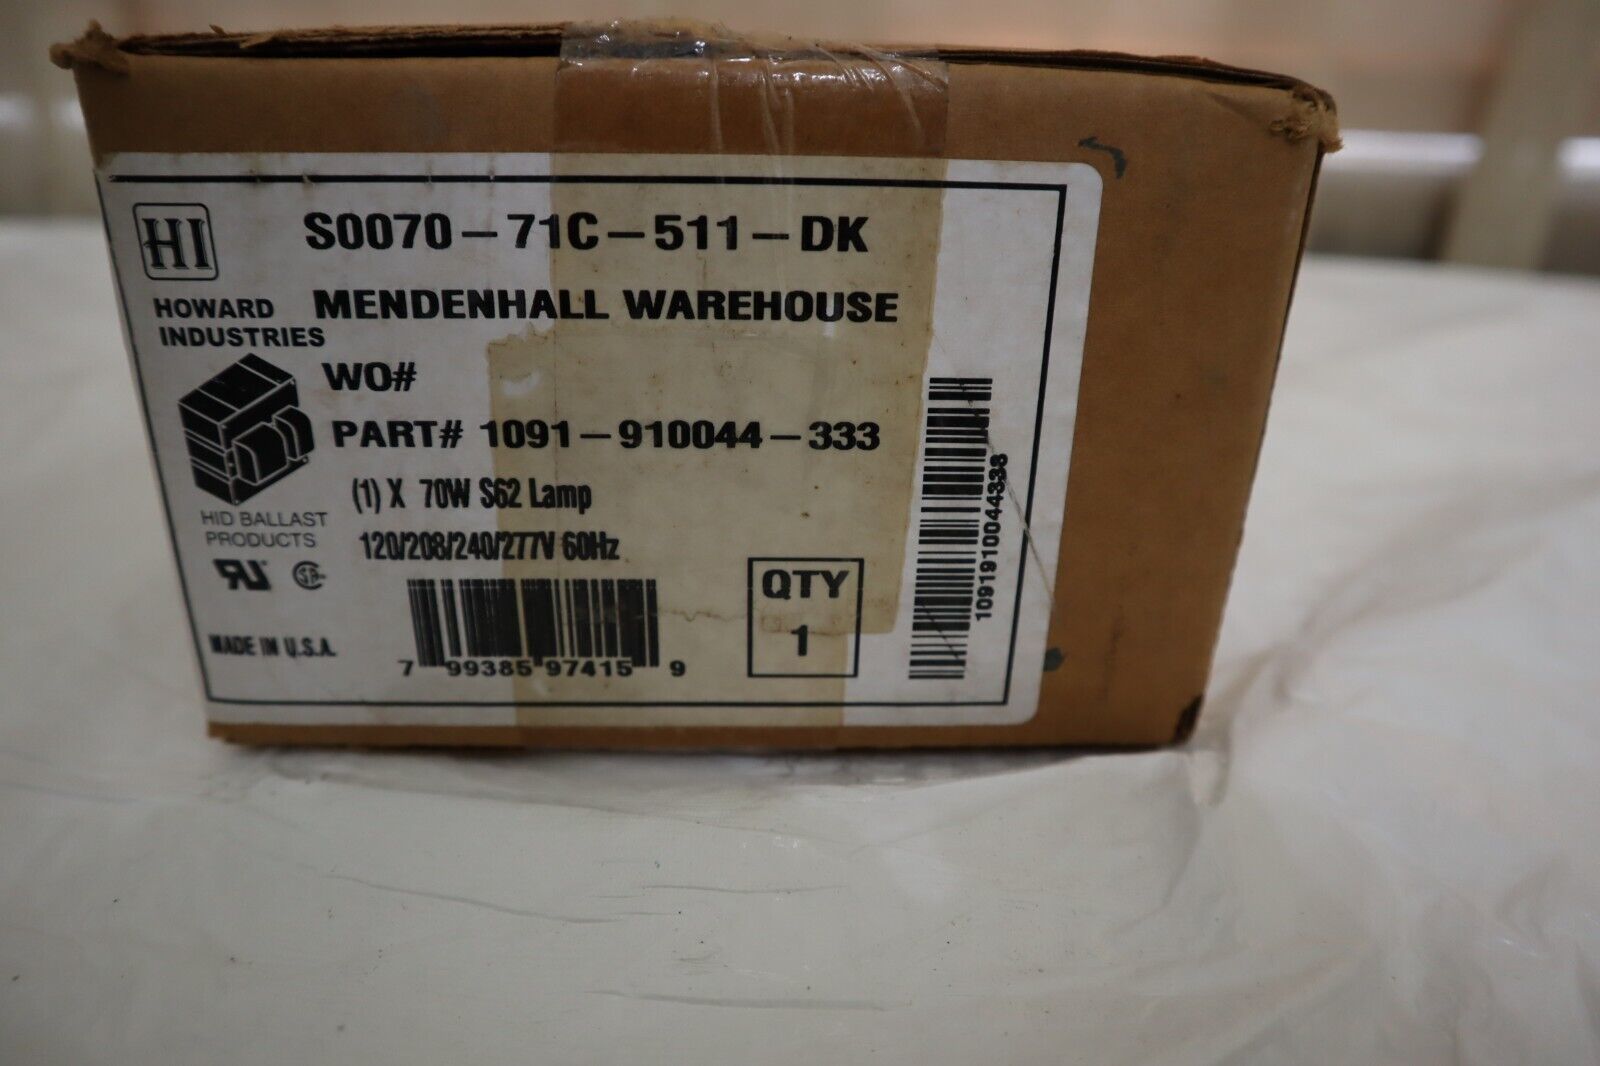 HI
HOWARD
INDUSTRIES
S0070-71C-511-DK
MENDENHALL WAREHOUSE
WO#
PART# 1091-910044-333
(1) X 70W S62 Lamp
120/208/240/277V 60Hz
HID BALLAST
PRODUCTS
MADE IN U.S.A.
7 99385 97415 9
QTY
1
1091910044333